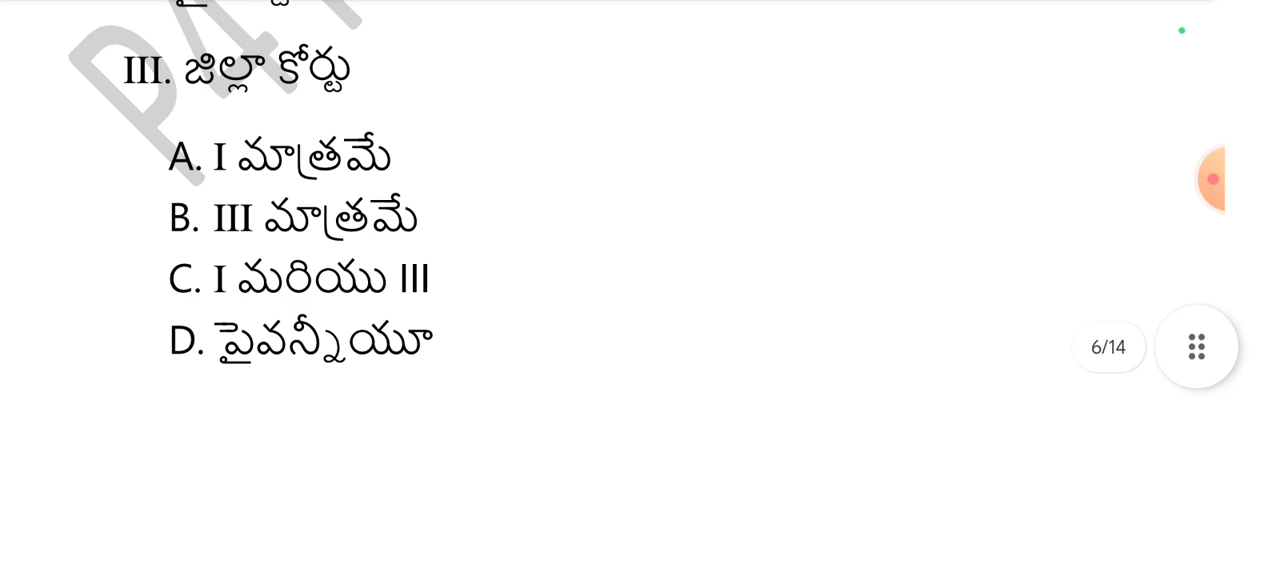 III. జిల్లా కోర్టు
A. I మాత్రమే
B. III మాత్రమే
C. I మరియు III
D. పైవన్నీయూ
6/14